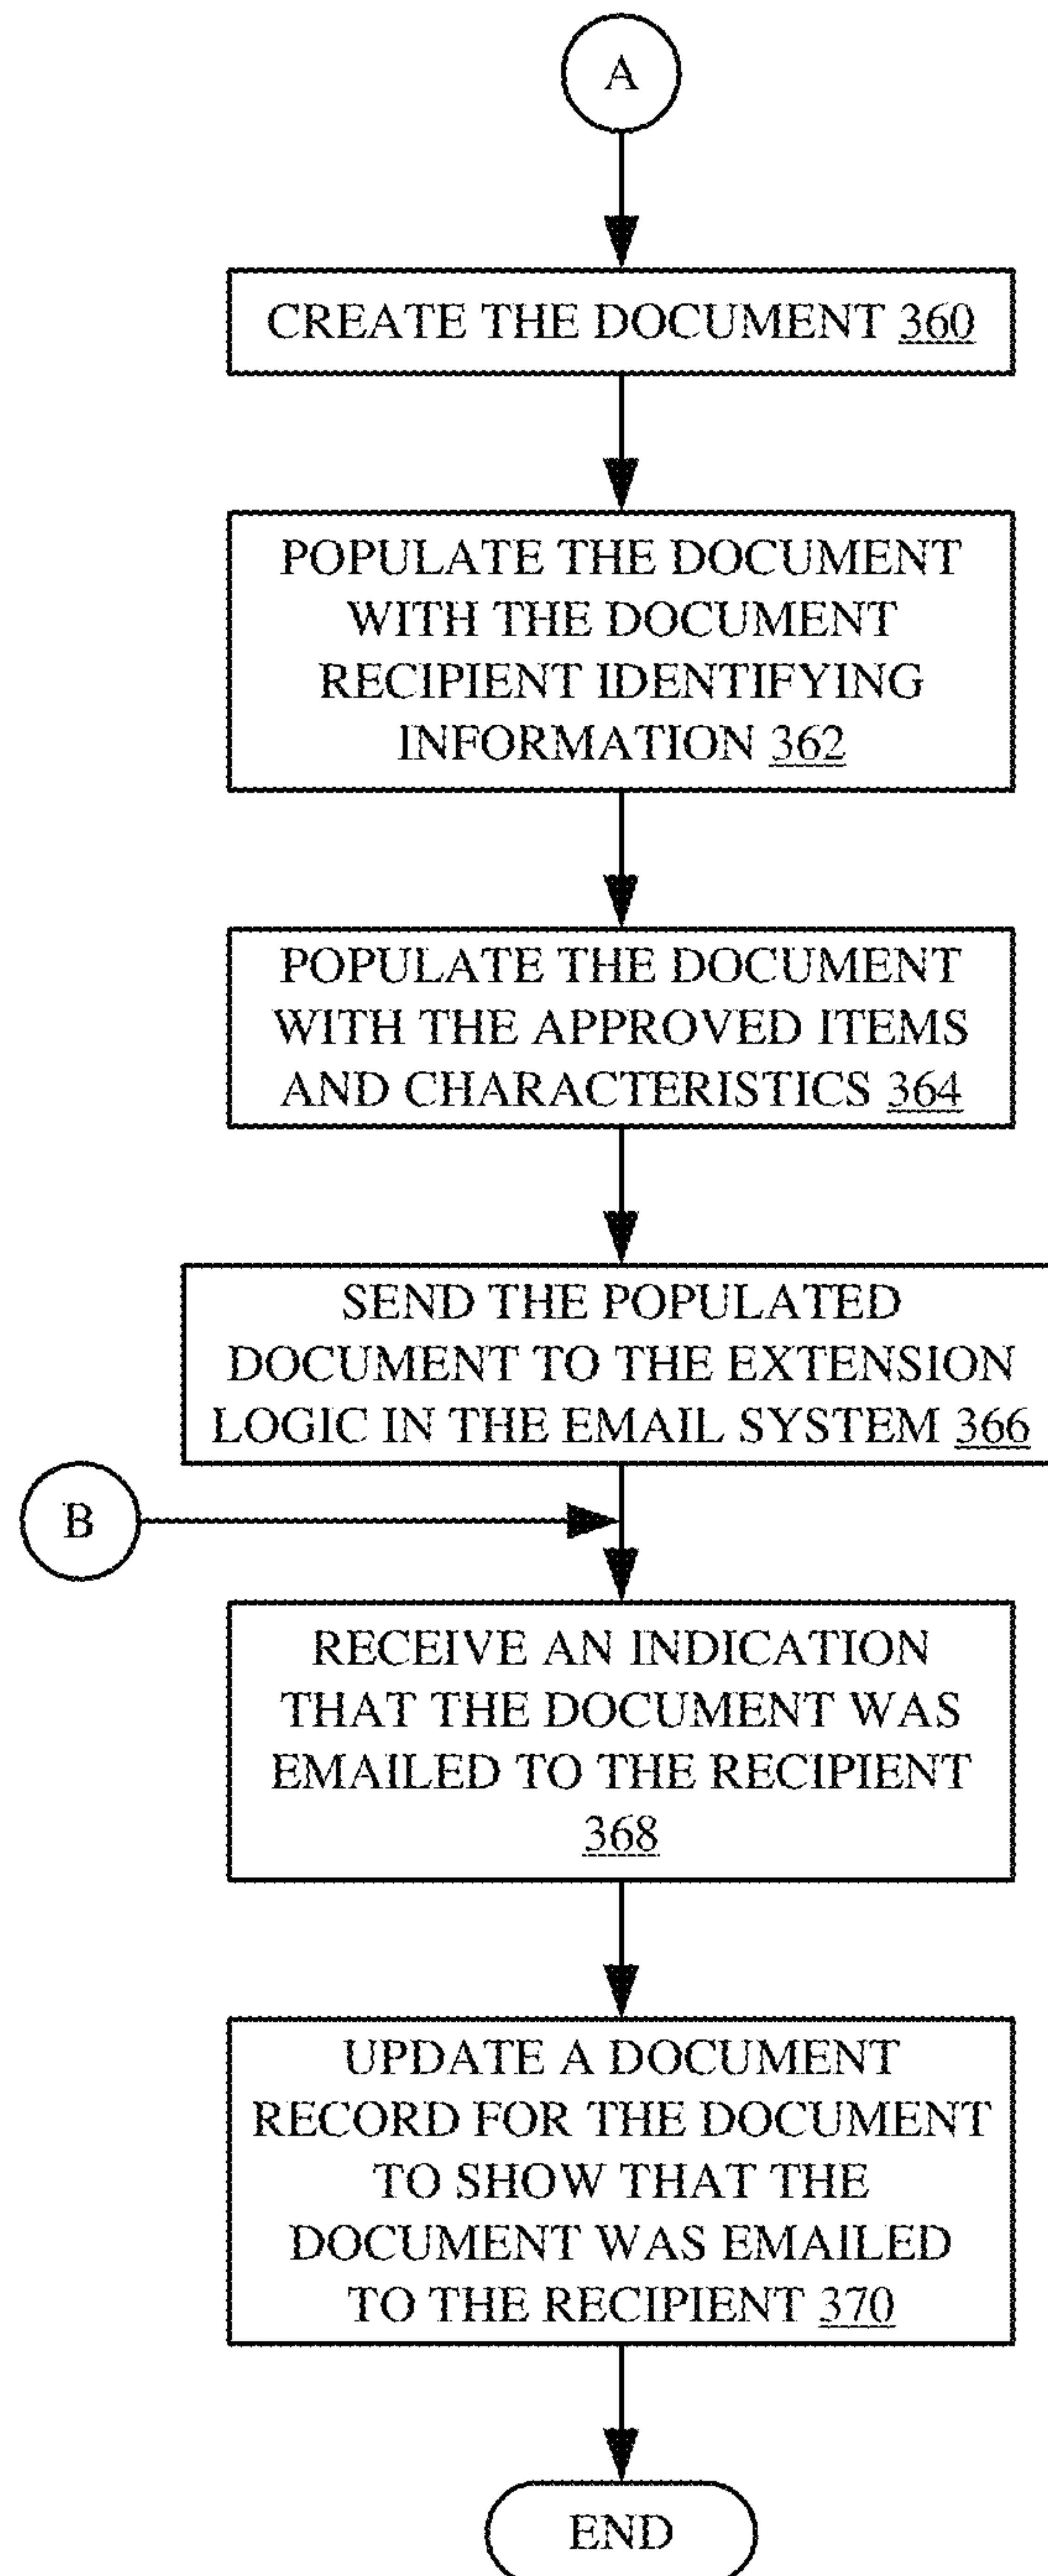 A
CREATE THE DOCUMENT 360
POPULATE THE DOCUMENT
WITH THE DOCUMENT
RECIPIENT IDENTIFYING
INFORMATION 362
POPULATE THE DOCUMENT
WITH THE APPROVED ITEMS
AND CHARACTERISTICS 364
SEND THE POPULATED
DOCUMENT TO THE EXTENSION
LOGIC IN THE EMAIL SYSTEM 366
B
RECEIVE AN INDICATION
THAT THE DOCUMENT WAS
EMAILED TO THE RECIPIENT
368
UPDATE A DOCUMENT
RECORD FOR THE DOCUMENT
TO SHOW THAT THE
DOCUMENT WAS EMAILED
TO THE RECIPIENT 370
END